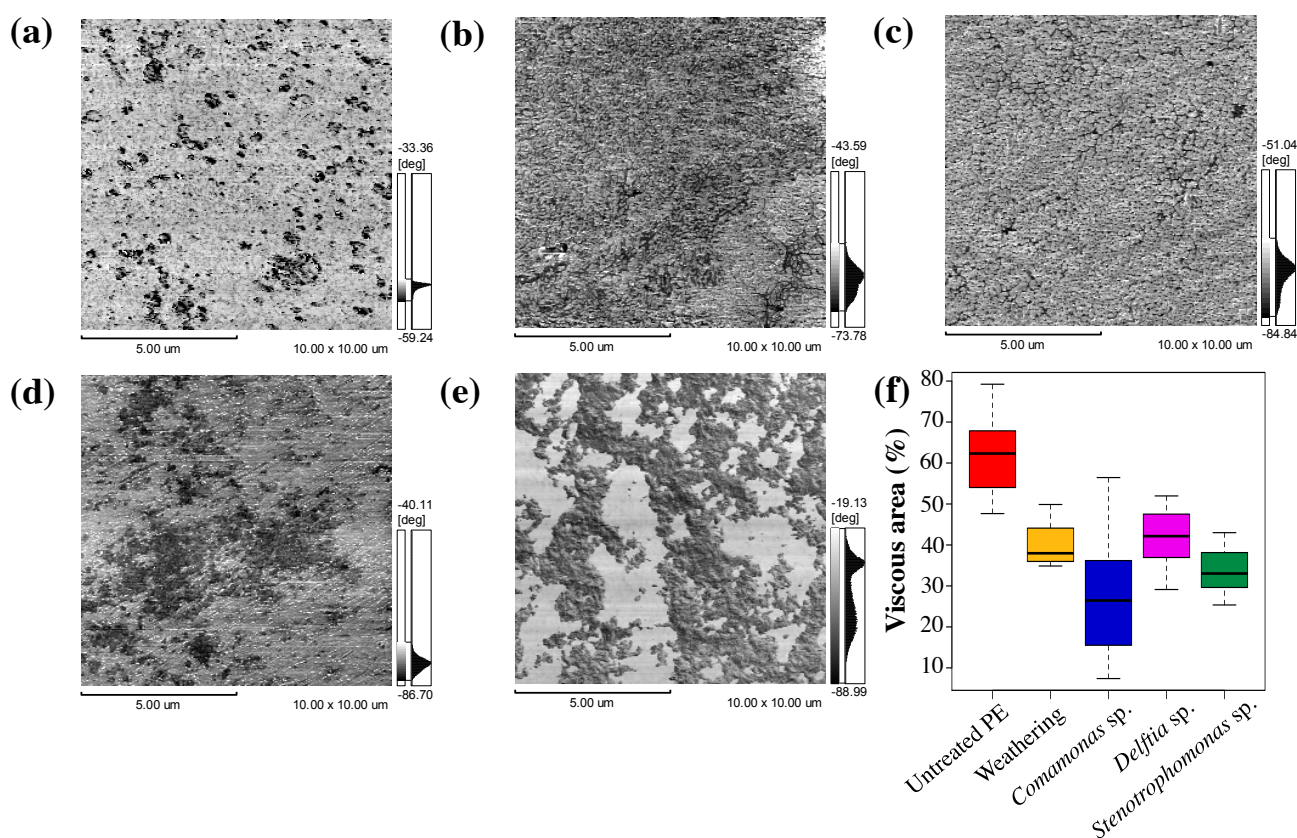 (a)
-33.36
[deg]
-59.24
5.00 um 10.00 x 10.00 um
(b)
-43.59
[deg]
-73.78
5.00 um 10.00 x 10.00 um
(c)
-51.04
[deg]
-84.84
5.00 um 10.00 x 10.00 um
(d)
-40.11
[deg]
-86.70
5.00 um 10.00 x 10.00 um
(e)
-19.13
[deg]
-88.99
5.00 um 10.00 x 10.00 um
(f)
Viscous area (%)
80
70
60
50
40
30
20
10
Untreated PE
Weathering
Comamonas sp.
Delftia sp.
Stenotrophomonas sp.